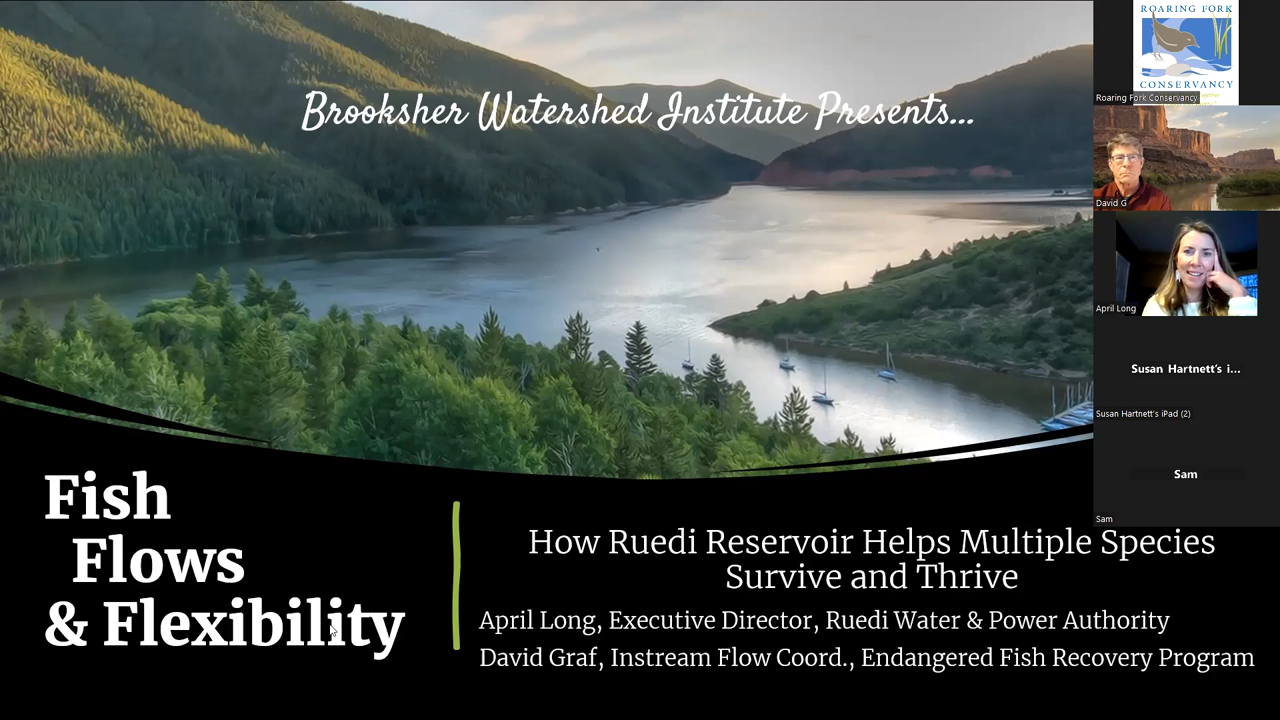 Brooksher Watershed Institute Presents...
Fish
Flows
& Flexibility
How Ruedi Reservoir Helps Multiple Species
Survive and Thrive
April Long, Executive Director, Ruedi Water & Power Authority
David Graf, Instream Flow Coord., Endangered Fish Recovery Program
ROARING FORK
CONSERVANCY
Roaring Fork Conservancy
David G
April Long
Susan Hartnett's i...
Susan Hartnett's iPad (2)
Sam
Sam